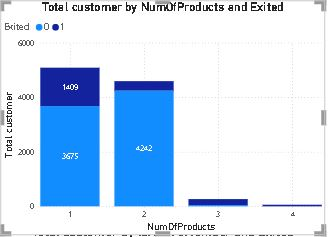 Total customer by NumOfProducts and Exited
Exited 0 1
Total customer
6000
4000
2000
0
1409
3675
4242
1 2 3 4
NumOfProducts